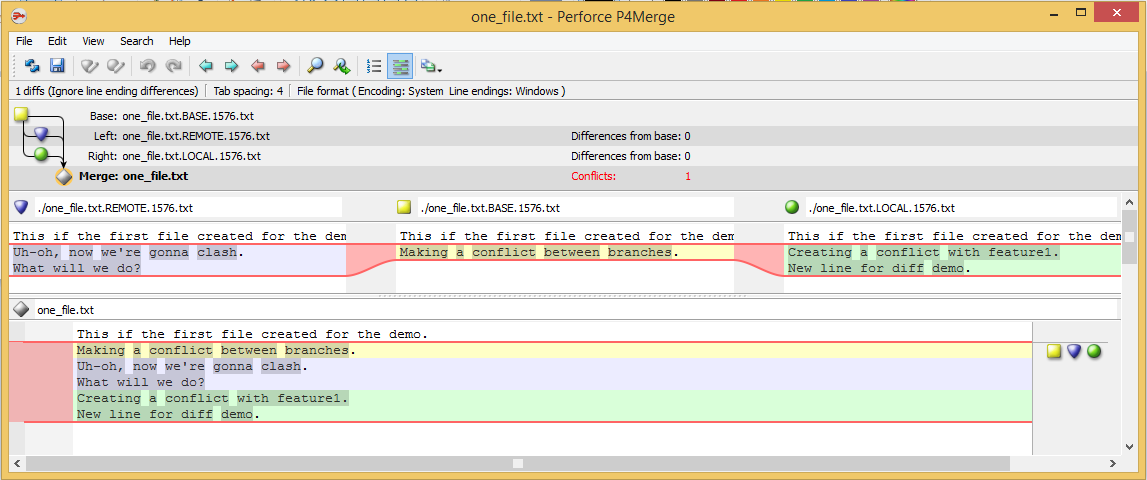 one_file.txt - Perforce P4Merge
File Edit View Search Help
1 diffs (Ignore line ending differences) Tab spacing: 4 File format ( Encoding: System Line endings: Windows )
Base: one_file.txt.BASE.1576.txt
Left: one_file.txt.REMOTE.1576.txt Differences from base: 0
Right: one_file.txt.LOCAL.1576.txt Differences from base: 0
Merge: one_file.txt Conflicts: 1
./one_file.txt.REMOTE.1576.txt ./one_file.txt.BASE.1576.txt ./one_file.txt.LOCAL.1576.txt
This if the first file created for the dem This if the first file created for the dem This if the first file created for the dem
Uh-oh, now we're gonna clash. Making a conflict between branches. Creating a conflict with feature1.
What will we do? New line for diff demo.
one_file.txt
This if the first file created for the demo.
Making a conflict between branches.
Uh-oh, now we're gonna clash.
What will we do?
Creating a conflict with feature1.
New line for diff demo.